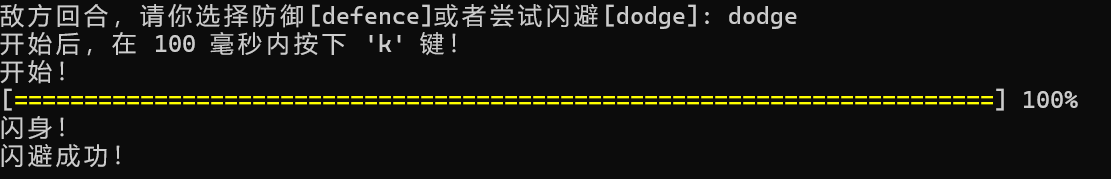 敌方回合，请你选择防御[defence]或者尝试闪避[dodge]: dodge
开始后，在 100 毫秒内按下 'k' 键！
开始！
[======================================================================] 100%
闪身！
闪避成功！